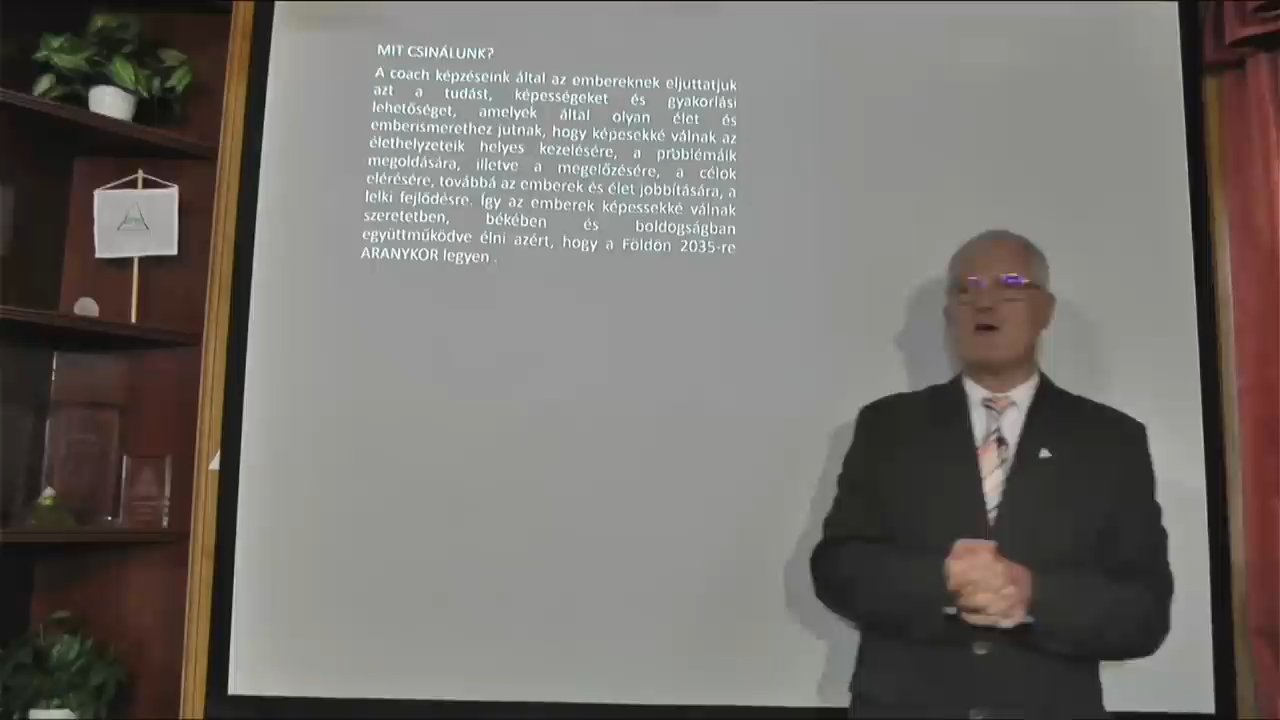 MIT CSINÁLUNK?
A coach képzéseink által az embereknek eljuttatjuk
azt a tudást, képességeket és gyakorlási
lehetőséget, amelyek által olyan élet és
emberismerethez jutnak, hogy képesekké válnak az
élethelyzeteik helyes kezelésére, a problémáik
megoldására, illetve a megelőzésére, a célok
elérésére, továbbá az emberek és élet jobbítására, a
lelki fejlődésre. Így az emberek képessekké válnak
szeretetben, békében és boldogságban
együttműködve élni azért, hogy a Földön 2035-re
ARANYKOR legyen .